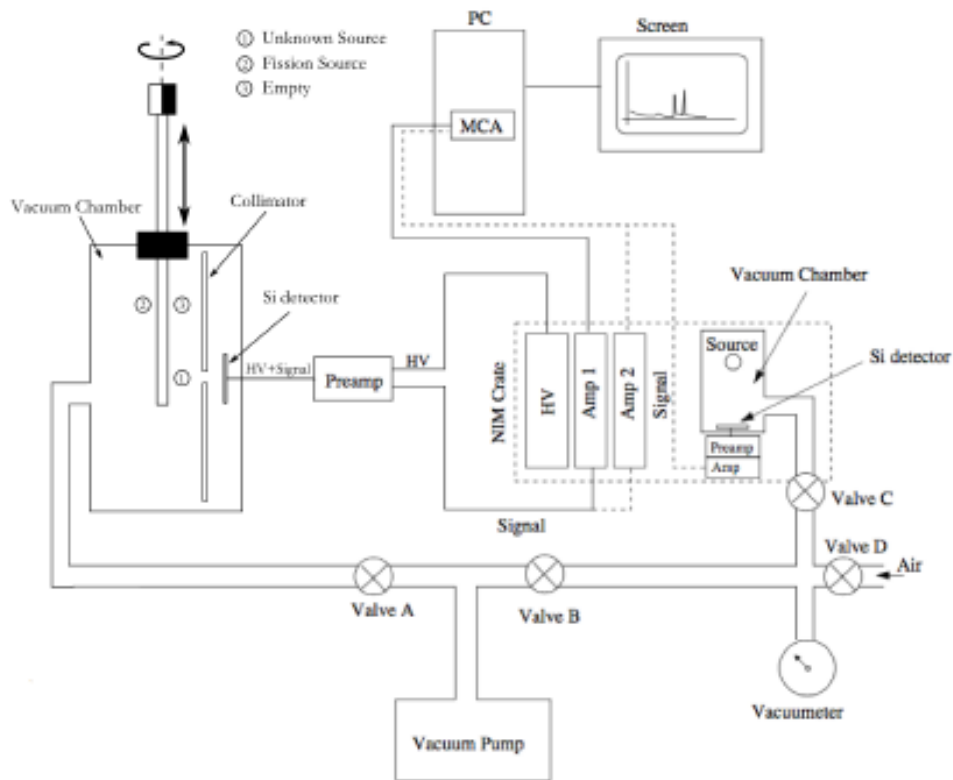 PC
Screen
① Unknown Source
② Fission Source
③ Empty
MCA
Vacuum Chamber
Collimator
Si detector
②
③
①
HV+Signal
Preamp
HV
Signal
NIM Crate
HV
Amp 1
Amp 2
Signal
Vacuum Chamber
Source
Si detector
Preamp
Amp
Valve C
Valve D
Air
Valve A
Valve B
Vacuumeter
Vacuum Pump